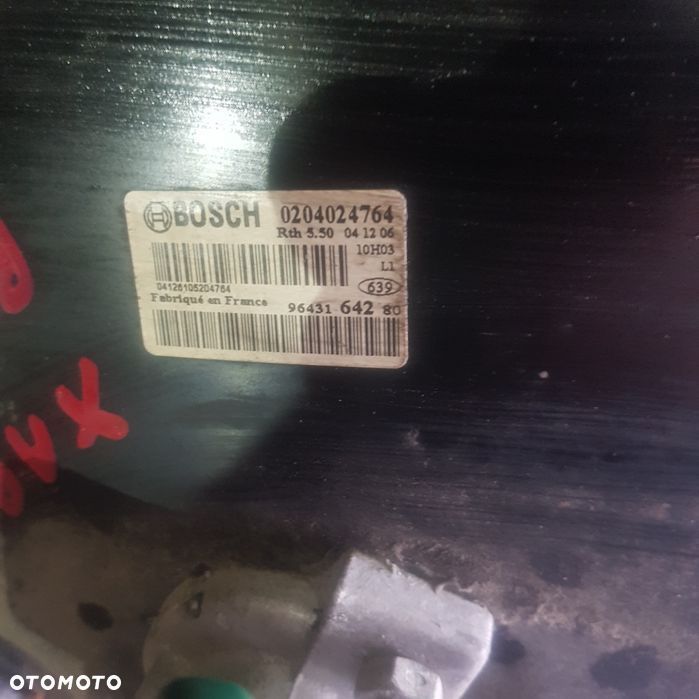 BOSCH 0204024764
Rth 5.50 04 12 06
10H03
L1
04126105204764
639
Fabriqué en France
96431 642 80
OTOMOTO